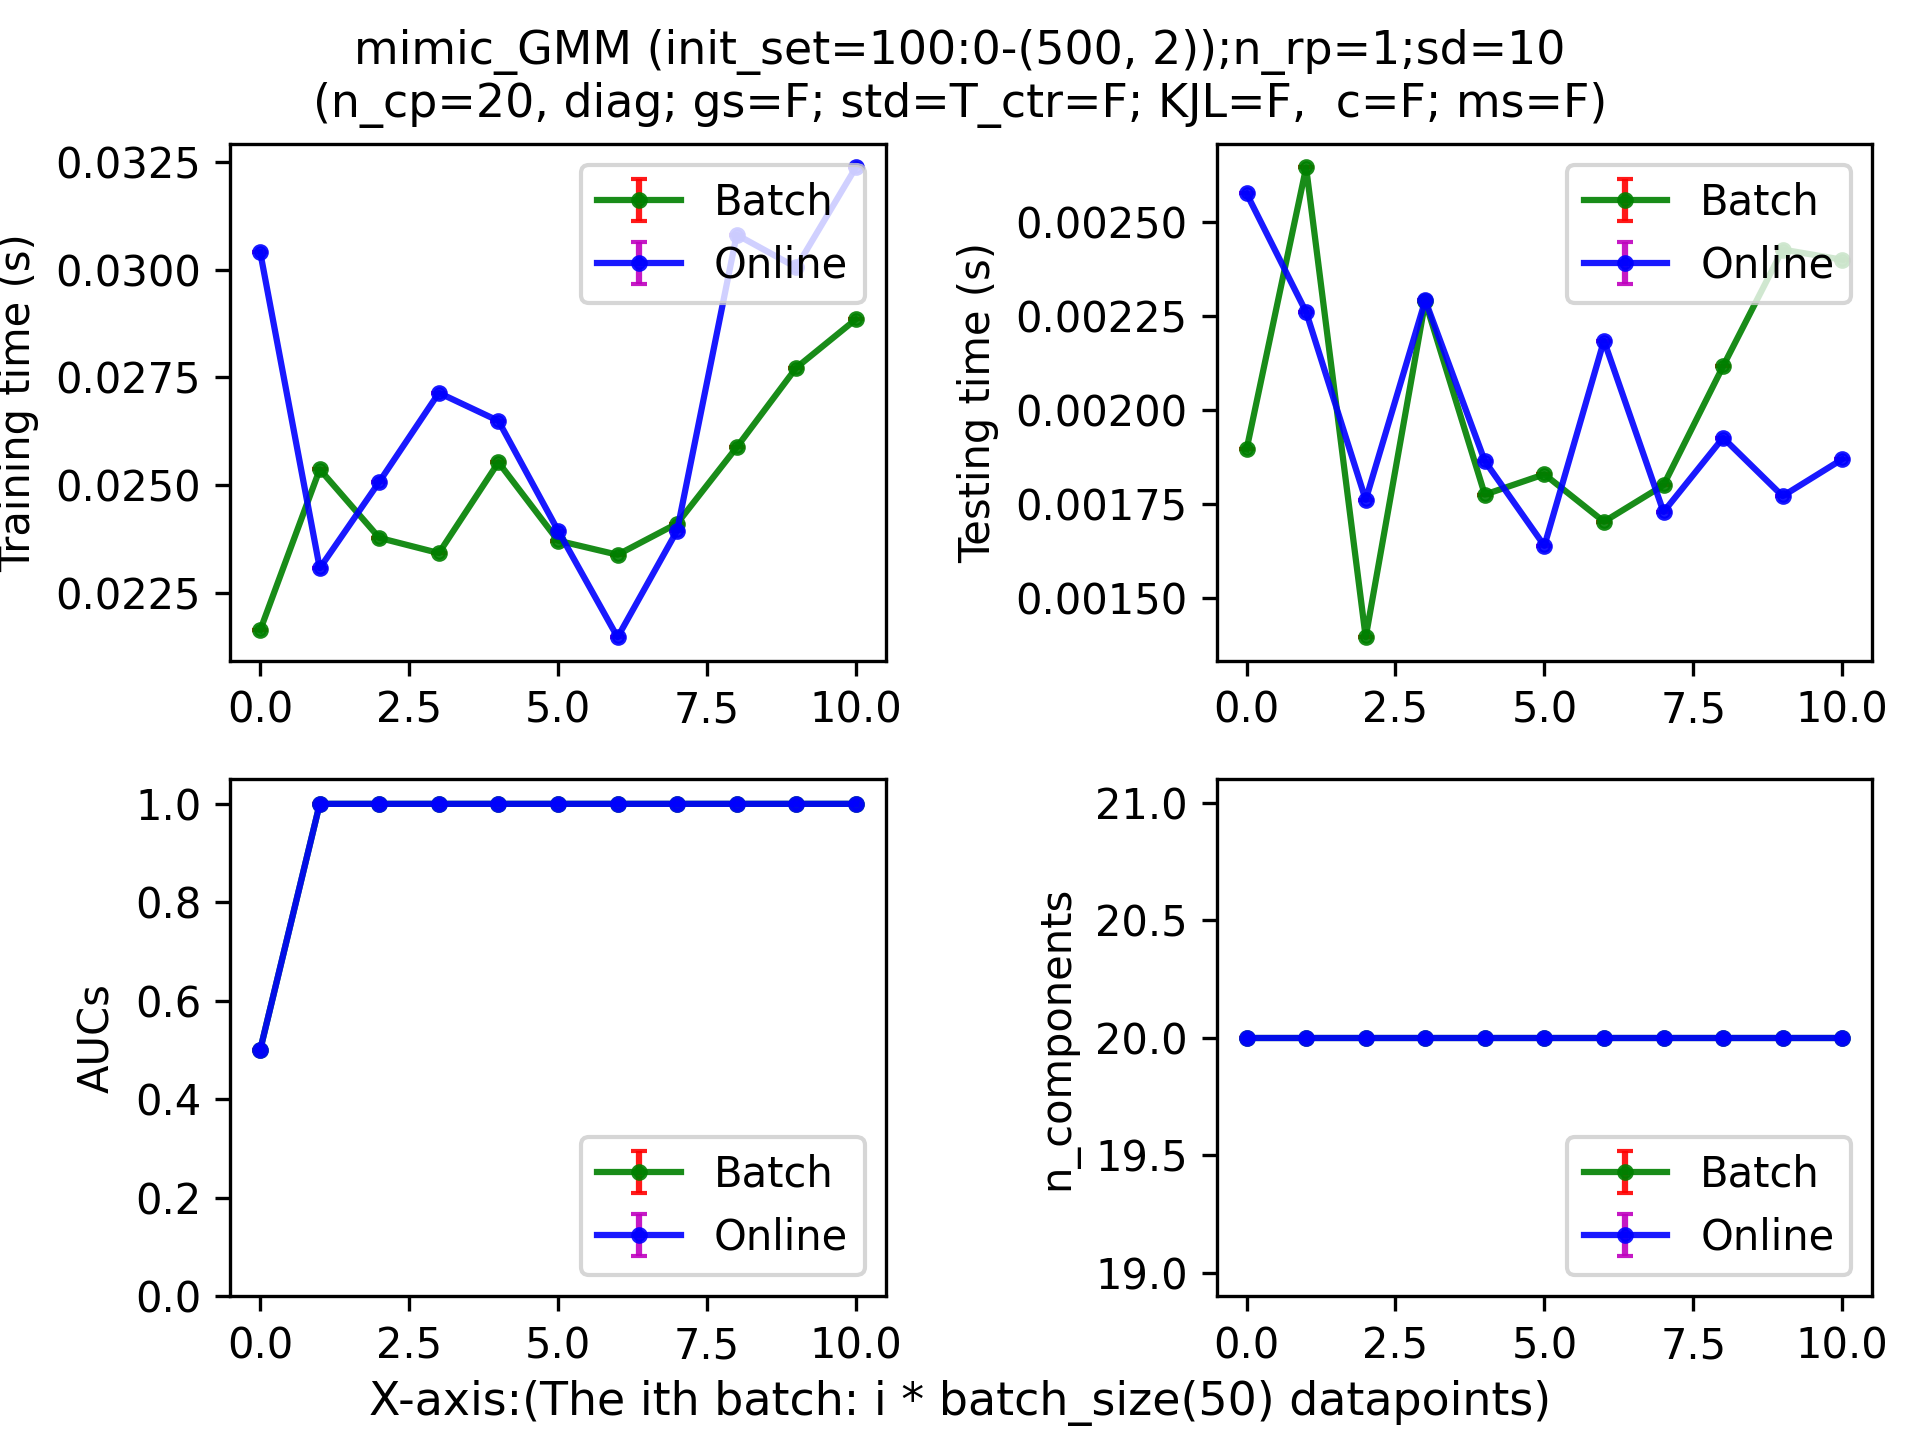 mimic_GMM (init_set=100:0-(500, 2));n_rp=1;sd=10
(n_cp=20, diag; gs=F; std=T_ctr=F; KJL=F,  c=F; ms=F)
Training time (s)
0.0325
0.0300
0.0275
0.0250
0.0225
Batch
Online
0.0
2.5
5.0
7.5
10.0
Testing time (s)
0.00250
0.00225
0.00200
0.00175
0.00150
Batch
Online
0.0
2.5
5.0
7.5
10.0
AUCs
1.0
0.8
0.6
0.4
0.2
0.0
Batch
Online
0.0
2.5
5.0
7.5
10.0
n_components
21.0
20.5
20.0
19.5
19.0
Batch
Online
0.0
2.5
5.0
7.5
10.0
X-axis:(The ith batch: i * batch_size(50) datapoints)